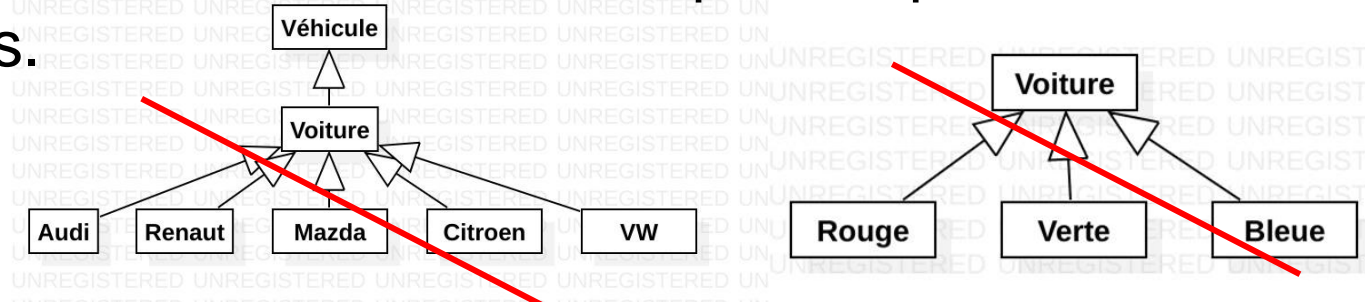 s.
Véhicule
Voiture
Audi
Renaut
Mazda
Citroen
VW
Voiture
Rouge
Verte
Bleue